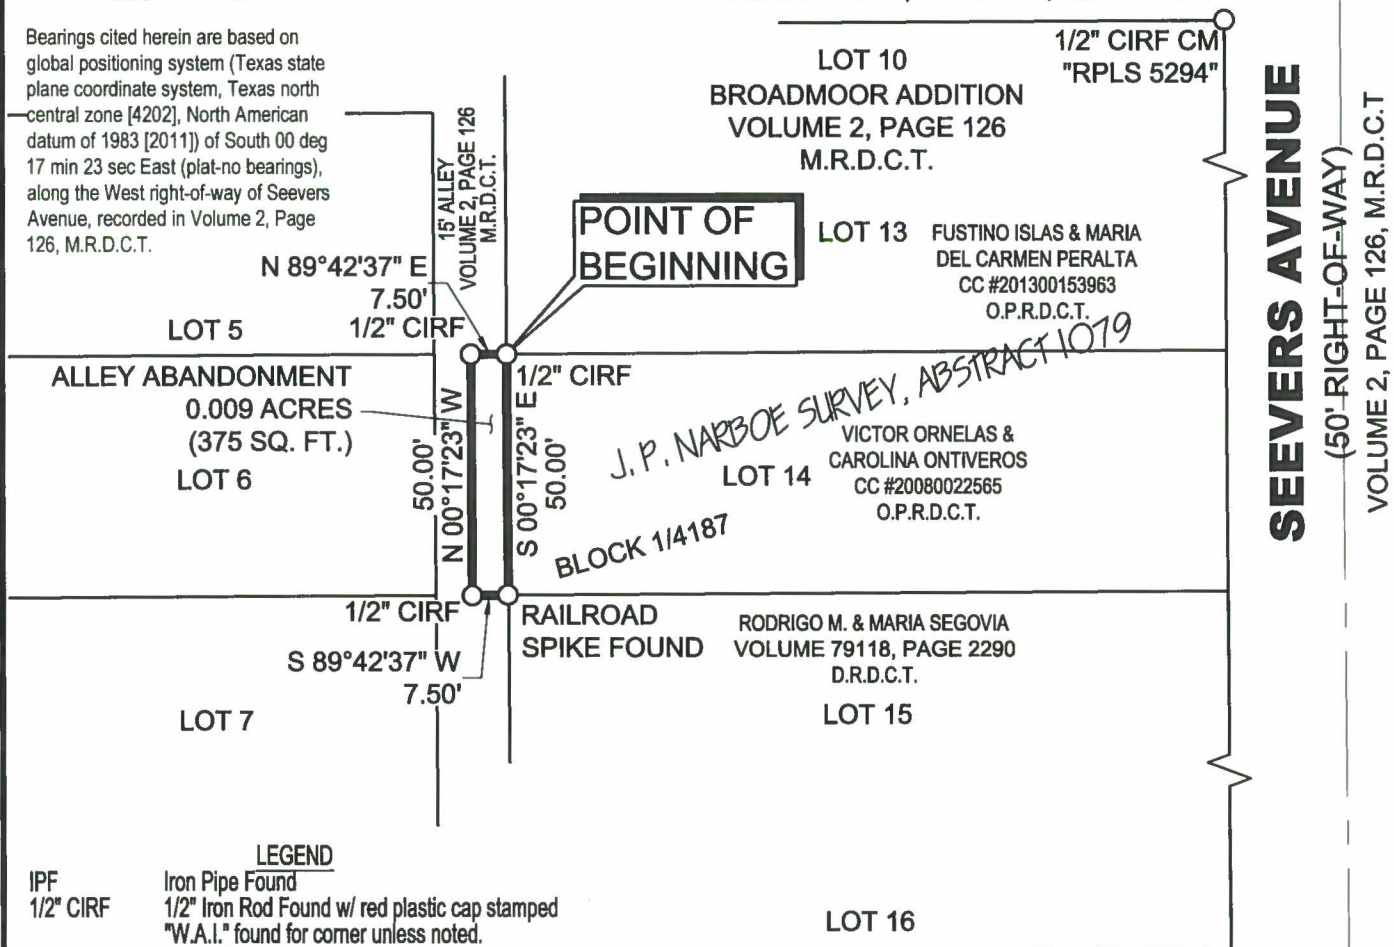 Bearings cited herein are based on
global positioning system (Texas state
plane coordinate system, Texas north
central zone [4202], North American
datum of 1983 [2011]) of South 00 deg
17 min 23 sec East (plat-no bearings),
along the West right-of-way of Seevers
Avenue, recorded in Volume 2, Page
126, M.R.D.C.T.
15' ALLEY
VOLUME 2, PAGE 126
M.R.D.C.T.
LOT 10
BROADMOOR ADDITION
VOLUME 2, PAGE 126
M.R.D.C.T.
1/2" CIRF CM
"RPLS 5294"
SEEVERS AVENUE
(50' RIGHT-OF-WAY)
VOLUME 2, PAGE 126, M.R.D.C.T
POINT OF
BEGINNING
LOT 13
FUSTINO ISLAS & MARIA
DEL CARMEN PERALTA
CC #201300153963
O.P.R.D.C.T.
N 89°42'37" E
7.50'
1/2" CIRF
LOT 5
ALLEY ABANDONMENT
0.009 ACRES
(375 SQ. FT.)
LOT 6
50.00'
N 00°17'23" W
1/2" CIRF
S 00°17'23" E
50.00'
J.P. NARBOE SURVEY, ABSTRACT 1079
LOT 14
VICTOR ORNELAS &
CAROLINA ONTIVEROS
CC #20080022565
O.P.R.D.C.T.
BLOCK 1/4187
1/2" CIRF
RAILROAD
SPIKE FOUND
S 89°42'37" W
7.50'
RODRIGO M. & MARIA SEGOVIA
VOLUME 79118, PAGE 2290
D.R.D.C.T.
LOT 7
LOT 15
LEGEND
IPF Iron Pipe Found
1/2" CIRF 1/2" Iron Rod Found w/ red plastic cap stamped
"W.A.I." found for corner unless noted.
LOT 16